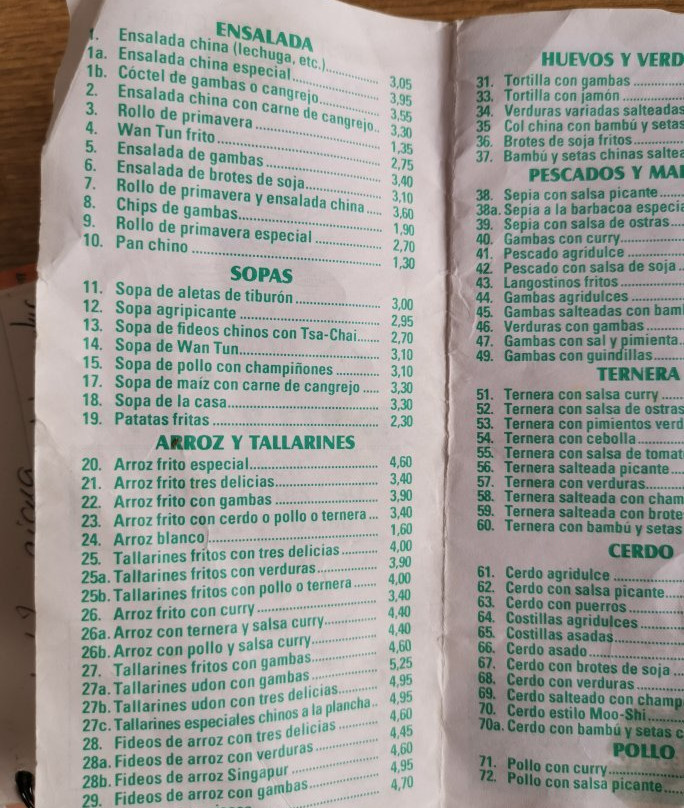 ENSALADA
1. Ensalada china (lechuga, etc.) 3,05
1a. Ensalada china especial 3,95
1b. Cóctel de gambas o cangrejo 3,55
2. Ensalada china con carne de cangrejo 3,30
3. Rollo de primavera 1,35
4. Wan Tun frito 2,75
5. Ensalada de gambas 3,40
6. Ensalada de brotes de soja 3,10
7. Rollo de primavera y ensalada china 3,60
8. Chips de gambas 1,90
9. Rollo de primavera especial 2,70
10. Pan chino 1,30
SOPAS
11. Sopa de aletas de tiburón 3,00
12. Sopa agripicante 2,95
13. Sopa de fideos chinos con Tsa-Chai 2,70
14. Sopa de Wan Tun 3,10
15. Sopa de pollo con champiñones 3,10
17. Sopa de maíz con carne de cangrejo 3,30
18. Sopa de la casa 3,30
19. Patatas fritas 2,30
ARROZ Y TALLARINES
20. Arroz frito especial 4,60
21. Arroz frito tres delicias 3,40
22. Arroz frito con gambas 3,90
23. Arroz frito con cerdo o pollo o ternera 3,40
24. Arroz blanco 1,60
25. Tallarines fritos con tres delicias 4,00
25a. Tallarines fritos con verduras 3,90
25b. Tallarines fritos con pollo o ternera 4,00
26. Arroz frito con curry 3,40
26a. Arroz con ternera y salsa curry 4,40
26b. Arroz con pollo y salsa curry 4,40
27. Tallarines fritos con gambas 4,60
27a. Tallarines udon con gambas 5,25
27b. Tallarines udon con tres delicias 4,95
27c. Tallarines especiales chinos a la plancha 4,95
28. Fideos de arroz con tres delicias 4,60
28a. Fideos de arroz con verduras 4,45
28b. Fideos de arroz Singapur 4,60
29. Fideos de arroz con gambas 4,95
4,70
HUEVOS Y VERD
31. Tortilla con gambas
33. Tortilla con jamón
34. Verduras variadas salteadas
35 Col china con bambú y setas
36. Brotes de soja fritos
37. Bambú y setas chinas saltea
PESCADOS Y MA
38. Sepia con salsa picante
38a. Sepia a la barbacoa especia
39. Sepia con salsa de ostras
40. Gambas con curry
41. Pescado agridulce
42. Pescado con salsa de soja
43. Langostinos fritos
44. Gambas agridulces
45. Gambas salteadas con bam
46. Verduras con gambas
47. Gambas con sal y pimienta
49. Gambas con guindillas
TERNERA
51. Ternera con salsa curry
52. Ternera con salsa de ostras
53. Ternera con pimientos verd
54. Ternera con cebolla
55. Ternera con salsa de tomat
56. Ternera salteada picante
57. Ternera con verduras
58. Ternera salteada con cham
59. Ternera salteada con brote
60. Ternera con bambú y setas
CERDO
61. Cerdo agridulce
62. Cerdo con salsa picante
63. Cerdo con puerros
64. Costillas agridulces
65. Costillas asadas
66. Cerdo asado
67. Cerdo con brotes de soja
68. Cerdo con verduras
69. Cerdo salteado con champ
70. Cerdo estilo Moo-Shi
70a. Cerdo con bambú y setas c
POLLO
71. Pollo con curry
72. Pollo con salsa picante